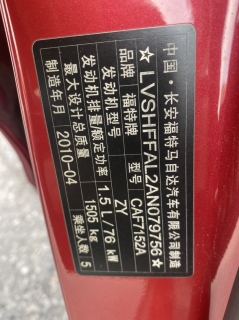 中国·长安福特马自达汽车有限公司制造
☆LVSHFFAL2AN079756☆
品牌 福特牌 型号 CAF7152A
发动机型号 ZY
发动机排量/额定功率 1.5 L/76 kW
最大设计总质量 1505 kg
制造年月 2010-04 乘坐人数 5